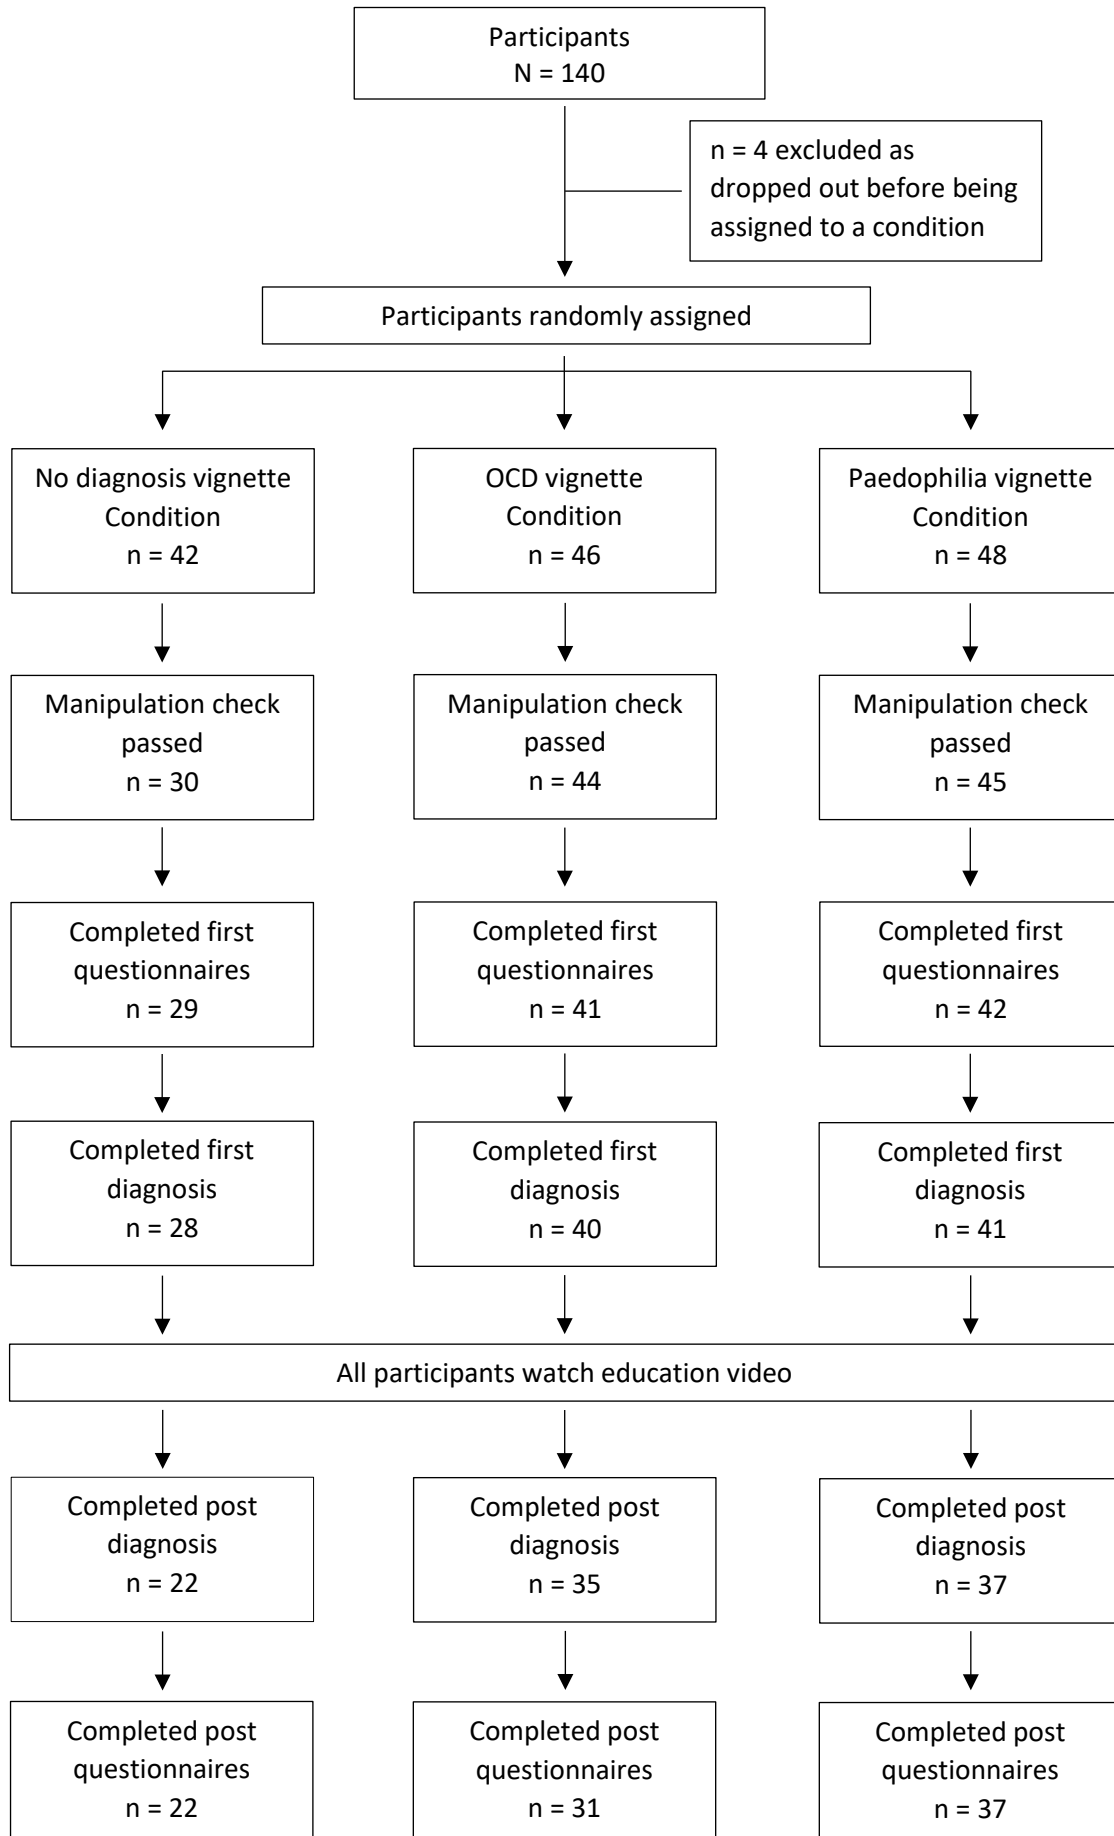 Participants
N = 140
n = 4 excluded as
dropped out before being
assigned to a condition
Participants randomly assigned
No diagnosis vignette
Condition
n = 42
OCD vignette
Condition
n = 46
Paedophilia vignette
Condition
n = 48
Manipulation check
passed
n = 30
Manipulation check
passed
n = 44
Manipulation check
passed
n = 45
Completed first
questionnaires
n = 29
Completed first
questionnaires
n = 41
Completed first
questionnaires
n = 42
Completed first
diagnosis
n = 28
Completed first
diagnosis
n = 40
Completed first
diagnosis
n = 41
All participants watch education video
Completed post
diagnosis
n = 22
Completed post
diagnosis
n = 35
Completed post
diagnosis
n = 37
Completed post
questionnaires
n = 22
Completed post
questionnaires
n = 31
Completed post
questionnaires
n = 37